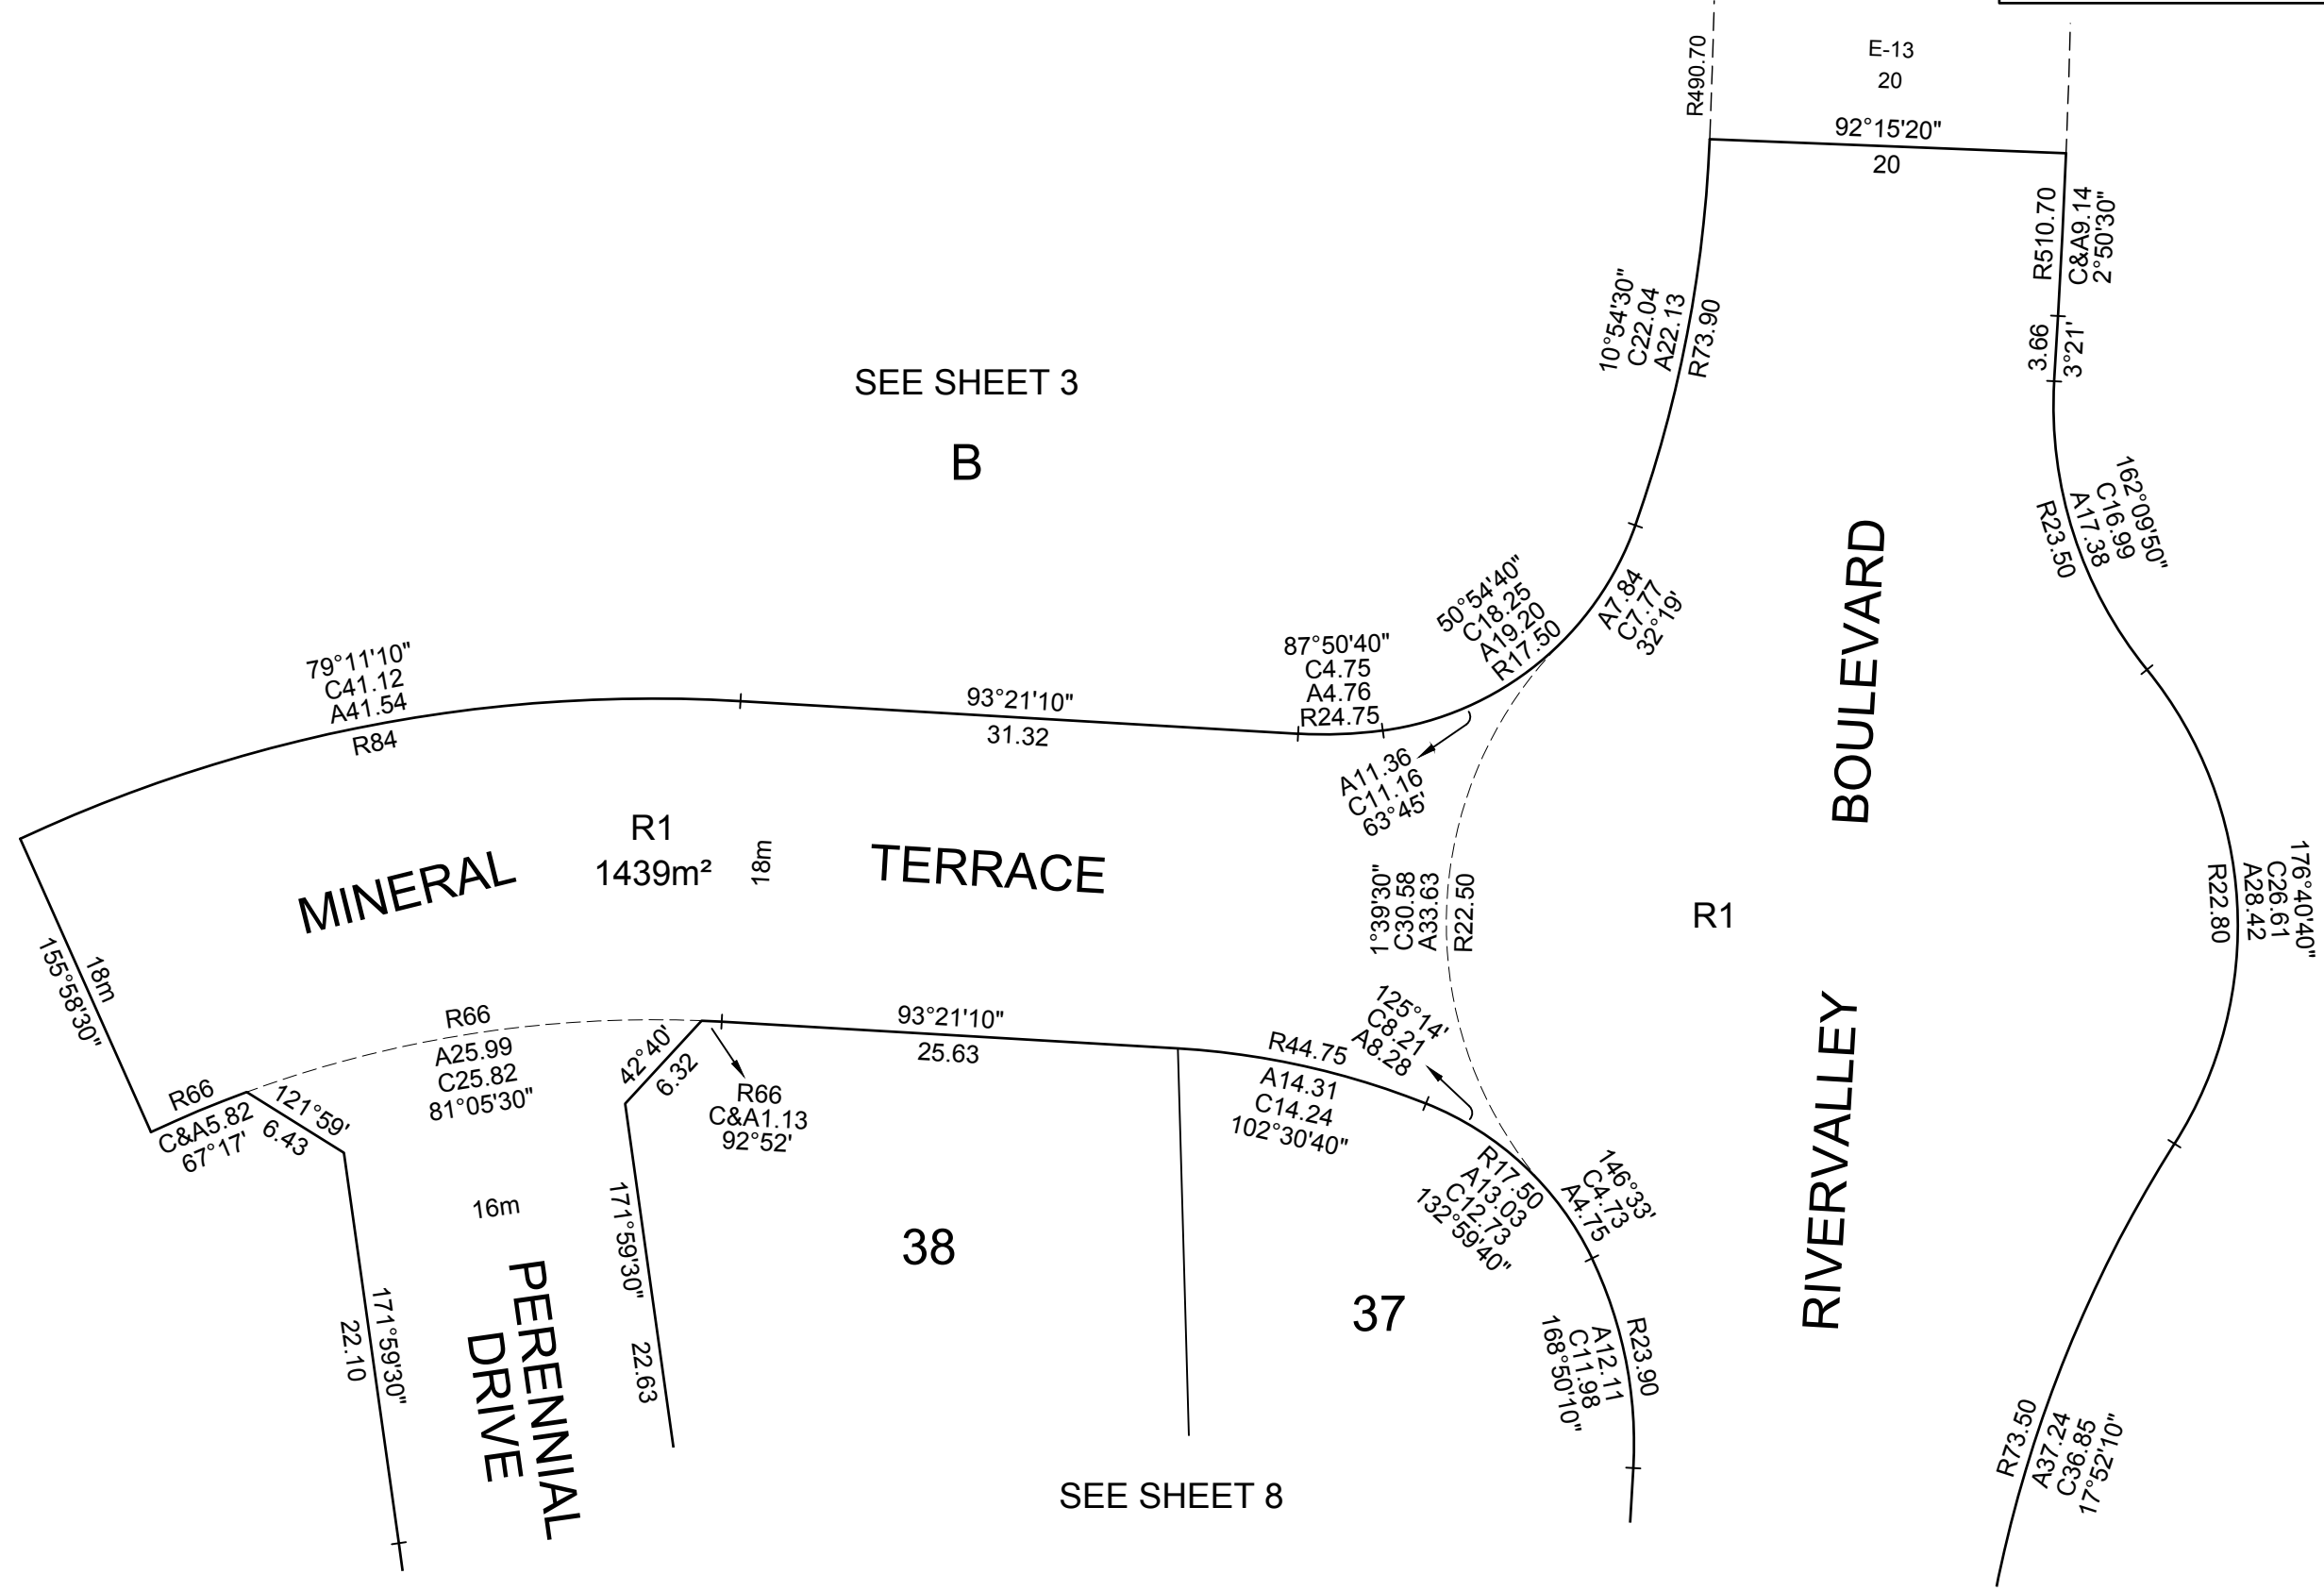 R490.70
E-13
20
92°15'20"
20
R510.70
C&A9.14
2°50'30"
3.66
3°21'
10°54'30"
C22.04
A22.13
R73.90
SEE SHEET 3
B
162°09'50"
C16.99
A17.38
R23.50
50°54'40"
C18.25
A19.20
R17.50
A7.84
C7.77
32°19'
87°50'40"
C4.75
A4.76
R24.75
79°11'10"
C41.12
A41.54
R84
93°21'10"
31.32
A11.36
C11.16
63°45'
R1
1439m²
18m
MINERAL TERRACE
1°39'30"
C30.58
A33.63
R22.50
R1
RIVERVALLEY BOULEVARD
176°40'40"
C26.61
A28.42
R22.80
18m
155°58'30"
R66
A25.99
C25.82
81°05'30"
R66
C&A5.82
67°17'
121°59'
6.43
42°40'
6.32
R66
C&A1.13
92°52'
93°21'10"
25.63
125°14'
C8.21
A8.28
R44.75
A14.31
C14.24
102°30'40"
R17.50
A13.03
C12.73
132°59'40"
146°33'
C4.73
A4.75
16m
171°59'30"
22.63
38
37
171°59'30"
22.10
PERENNIAL
DRIVE
R23.90
A12.11
C11.98
168°50'10"
R73.50
A37.24
C36.85
17°52'10"
SEE SHEET 8